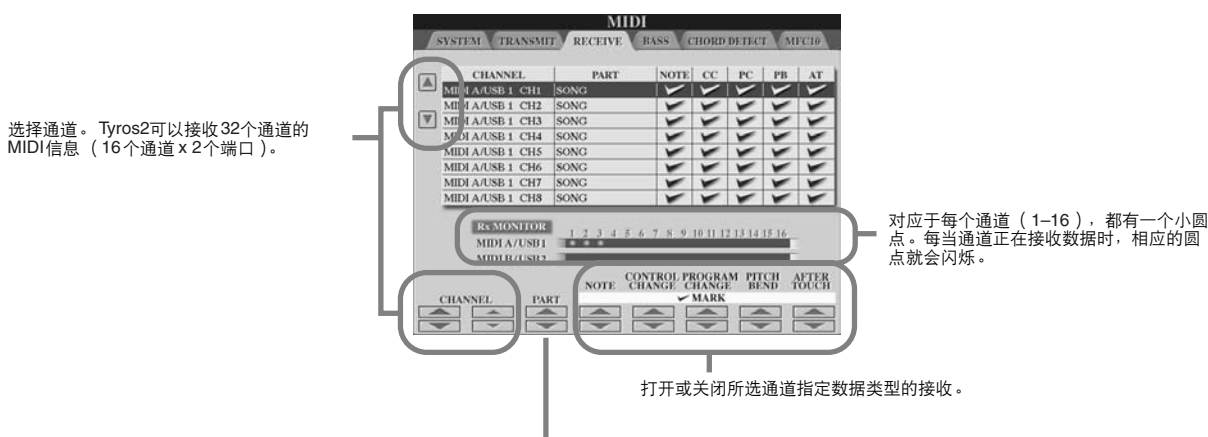 MIDI
SYSTEM TRANSMIT RECEIVE BASS CHORD DETECT MFC10
CHANNEL PART NOTE CC PC PB AT
MIDI A/USB 1 CH1 SONG
MIDI A/USB 1 CH2 SONG
MIDI A/USB 1 CH3 SONG
MIDI A/USB 1 CH4 SONG
MIDI A/USB 1 CH5 SONG
MIDI A/USB 1 CH6 SONG
MIDI A/USB 1 CH7 SONG
MIDI A/USB 1 CH8 SONG
选择通道。Tyros2可以接收32个通道的
MIDI信息（16个通道 x 2个端口）。
Rx MONITOR 1 2 3 4 5 6 7 8 9 10 11 12 13 14 15 16
MIDI A/USB1
MIDI B/USB2
对应于每个通道（1–16），都有一个小圆
点。每当通道正在接收数据时，相应的圆
点就会闪烁。
NOTE CONTROL CHANGE PROGRAM CHANGE PITCH BEND AFTER TOUCH
CHANNEL PART ✓ MARK
打开或关闭所选通道指定数据类型的接收。